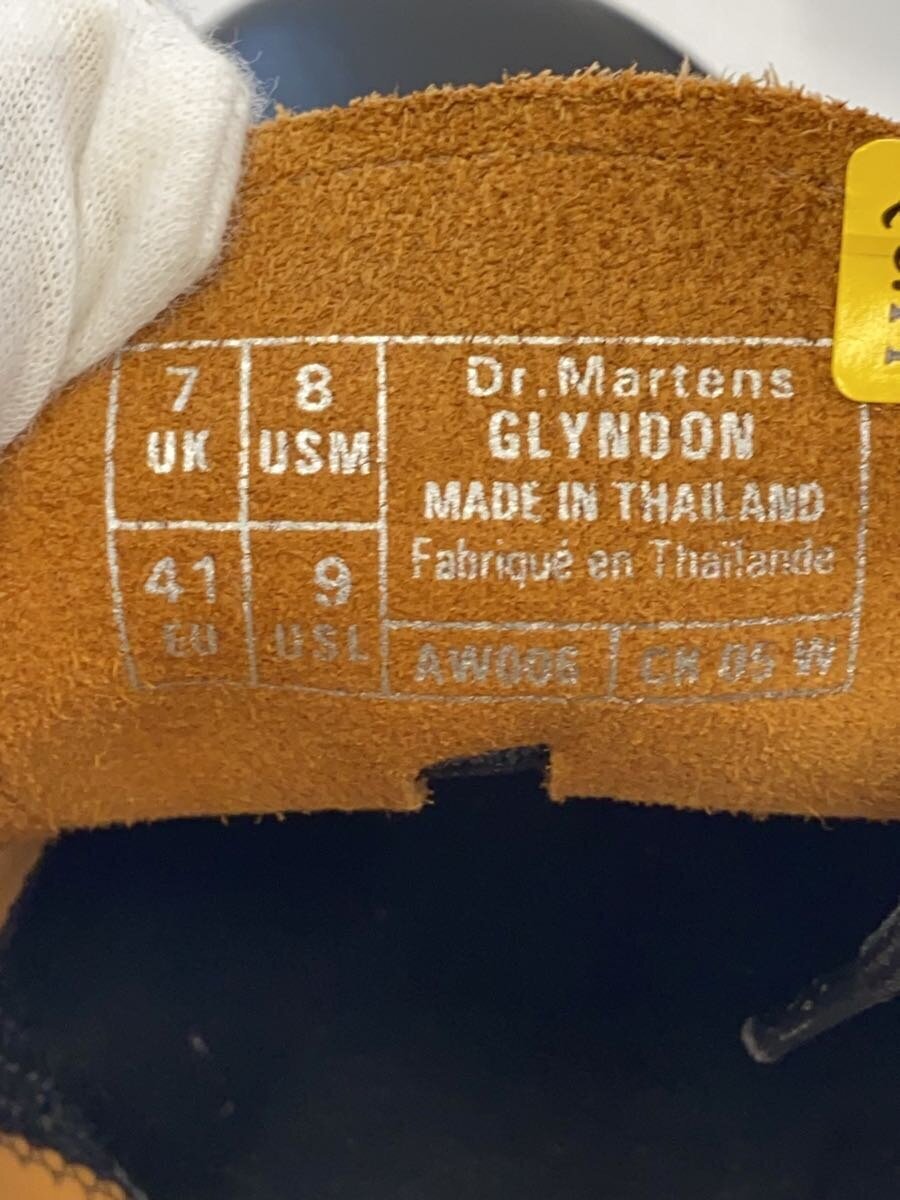 7
UK
8
USM
41
EU
9
USL
Dr.Martens
GLYNDON
MADE IN THAILAND
Fabriqué en Thaïlande
AW006
CK 05 W